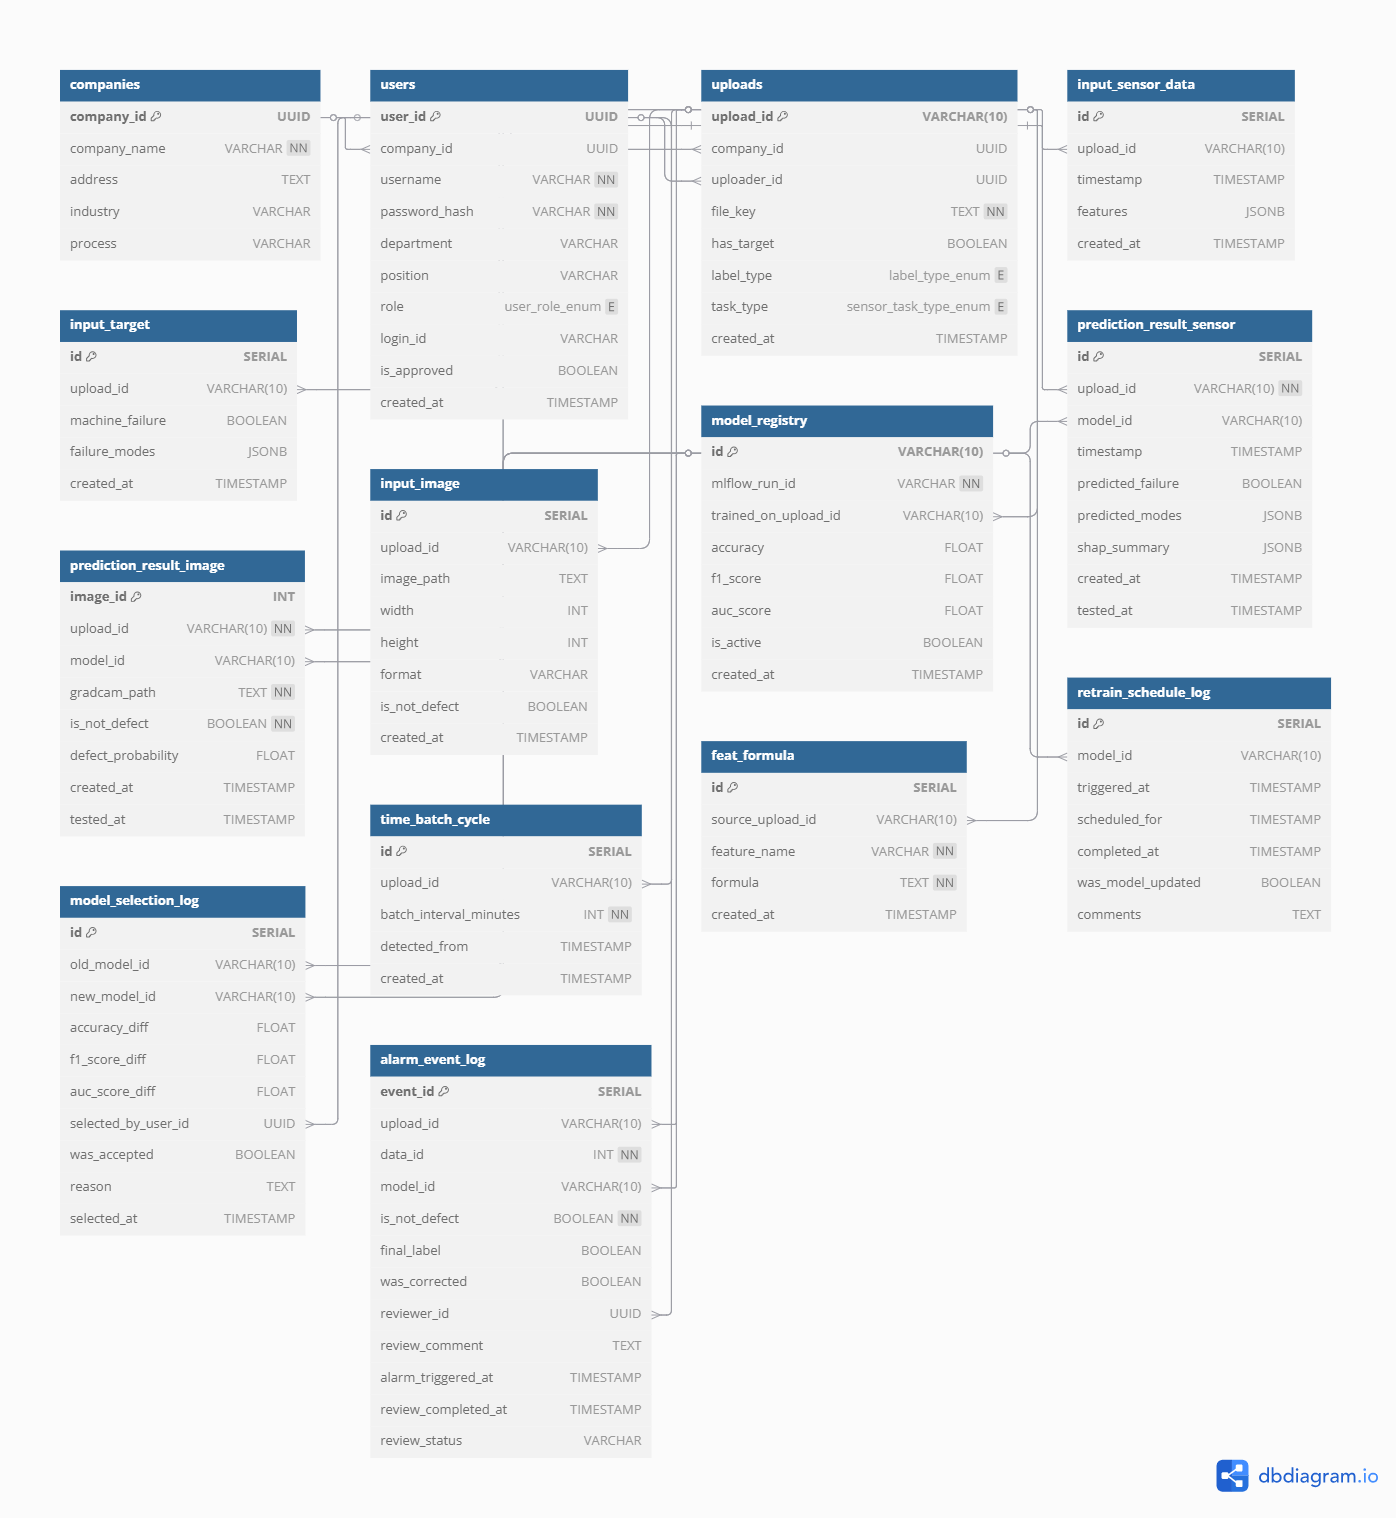 companies
company_id UUID
company_name VARCHAR NN
address TEXT
industry VARCHAR
process VARCHAR
users
user_id UUID
company_id UUID
username VARCHAR NN
password_hash VARCHAR NN
department VARCHAR
position VARCHAR
role user_role_enum E
login_id VARCHAR
is_approved BOOLEAN
created_at TIMESTAMP
uploads
upload_id VARCHAR(10)
company_id UUID
uploader_id UUID
file_key TEXT NN
has_target BOOLEAN
label_type label_type_enum E
task_type sensor_task_type_enum E
created_at TIMESTAMP
input_sensor_data
id SERIAL
upload_id VARCHAR(10)
timestamp TIMESTAMP
features JSONB
created_at TIMESTAMP
input_target
id SERIAL
upload_id VARCHAR(10)
machine_failure BOOLEAN
failure_modes JSONB
created_at TIMESTAMP
prediction_result_sensor
id SERIAL
upload_id VARCHAR(10) NN
model_id VARCHAR(10)
timestamp TIMESTAMP
predicted_failure BOOLEAN
predicted_modes JSONB
shap_summary JSONB
created_at TIMESTAMP
tested_at TIMESTAMP
model_registry
id VARCHAR(10)
mlflow_run_id VARCHAR NN
trained_on_upload_id VARCHAR(10)
accuracy FLOAT
f1_score FLOAT
auc_score FLOAT
is_active BOOLEAN
created_at TIMESTAMP
input_image
id SERIAL
upload_id VARCHAR(10)
image_path TEXT
width INT
height INT
format VARCHAR
is_not_defect BOOLEAN
created_at TIMESTAMP
prediction_result_image
image_id INT
upload_id VARCHAR(10) NN
model_id VARCHAR(10)
gradcam_path TEXT NN
is_not_defect BOOLEAN NN
defect_probability FLOAT
created_at TIMESTAMP
tested_at TIMESTAMP
retrain_schedule_log
id SERIAL
model_id VARCHAR(10)
triggered_at TIMESTAMP
scheduled_for TIMESTAMP
completed_at TIMESTAMP
was_model_updated BOOLEAN
comments TEXT
feat_formula
id SERIAL
source_upload_id VARCHAR(10)
feature_name VARCHAR NN
formula TEXT NN
created_at TIMESTAMP
time_batch_cycle
id SERIAL
upload_id VARCHAR(10)
batch_interval_minutes INT NN
detected_from TIMESTAMP
created_at TIMESTAMP
model_selection_log
id SERIAL
old_model_id VARCHAR(10)
new_model_id VARCHAR(10)
accuracy_diff FLOAT
f1_score_diff FLOAT
auc_score_diff FLOAT
selected_by_user_id UUID
was_accepted BOOLEAN
reason TEXT
selected_at TIMESTAMP
alarm_event_log
event_id SERIAL
upload_id VARCHAR(10)
data_id INT NN
model_id VARCHAR(10)
is_not_defect BOOLEAN NN
final_label BOOLEAN
was_corrected BOOLEAN
reviewer_id UUID
review_comment TEXT
alarm_triggered_at TIMESTAMP
review_completed_at TIMESTAMP
review_status VARCHAR
dbdiagram.io